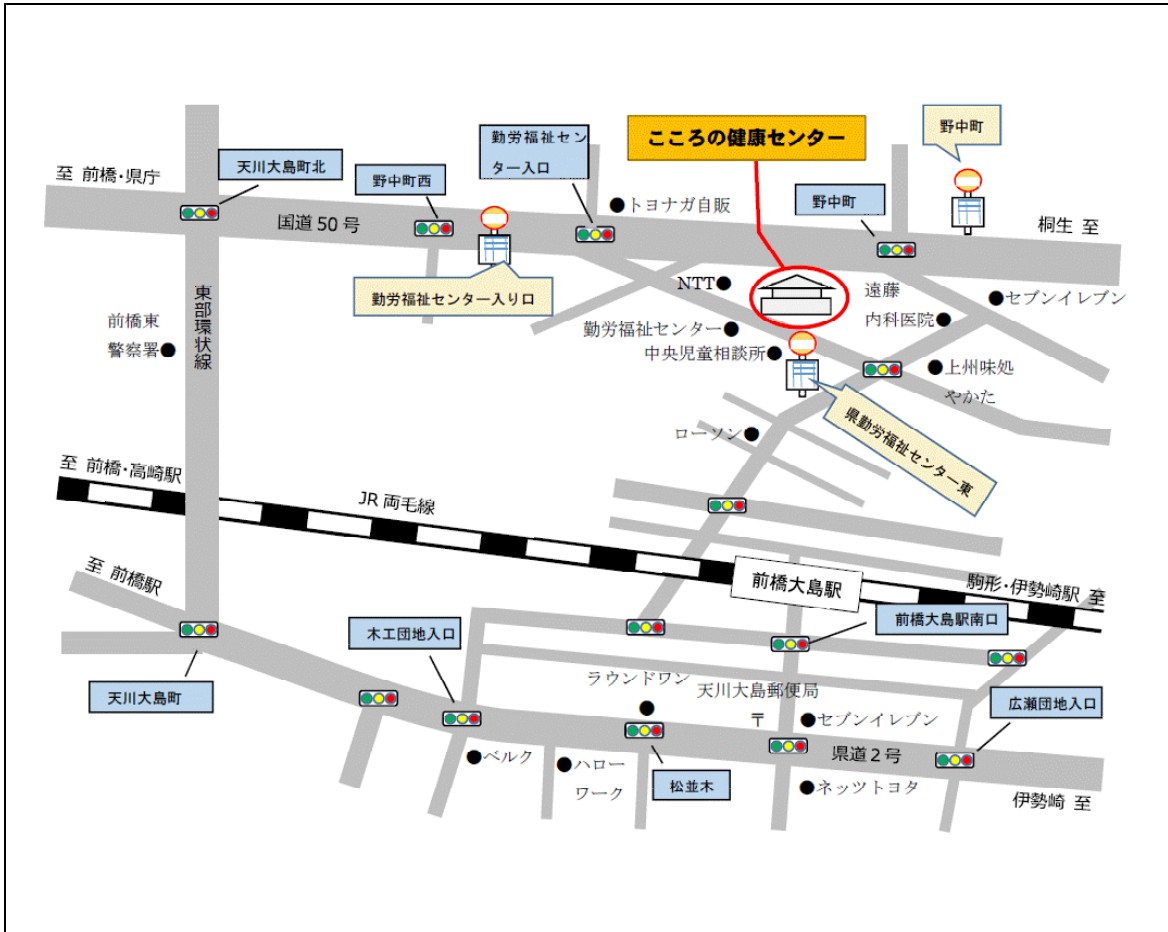 こころの健康センター
野中町
勤労福祉セン
ター入口
天川大島町北
至 前橋・県庁
野中町西
トヨナガ自販
野中町
桐生 至
国道50号
勤労福祉センター入り口
NTT
遠藤
内科医院
セブンイレブン
東部環状線
前橋東
警察署
勤労福祉センター
中央児童相談所
上州味処
やかた
県勤労福祉センター東
ローソン
至 前橋・高崎駅
JR両毛線
前橋大島駅
駒形・伊勢崎駅 至
至 前橋駅
木工団地入口
前橋大島駅南口
天川大島町
ラウンドワン
天川大島郵便局
〒
セブンイレブン
広瀬団地入口
県道2号
ベルク
ハロー
ワーク
松並木
ネッツトヨタ
伊勢崎 至